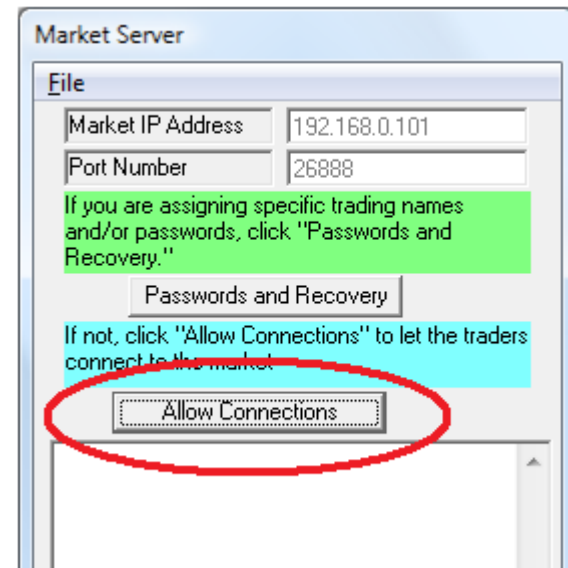 Market Server
File
Market IP Address 192.168.0.101
Port Number 26888
If you are assigning specific trading names
and/or passwords, click "Passwords and
Recovery."
Passwords and Recovery
If not, click "Allow Connections" to let the traders
connect to the market
Allow Connections